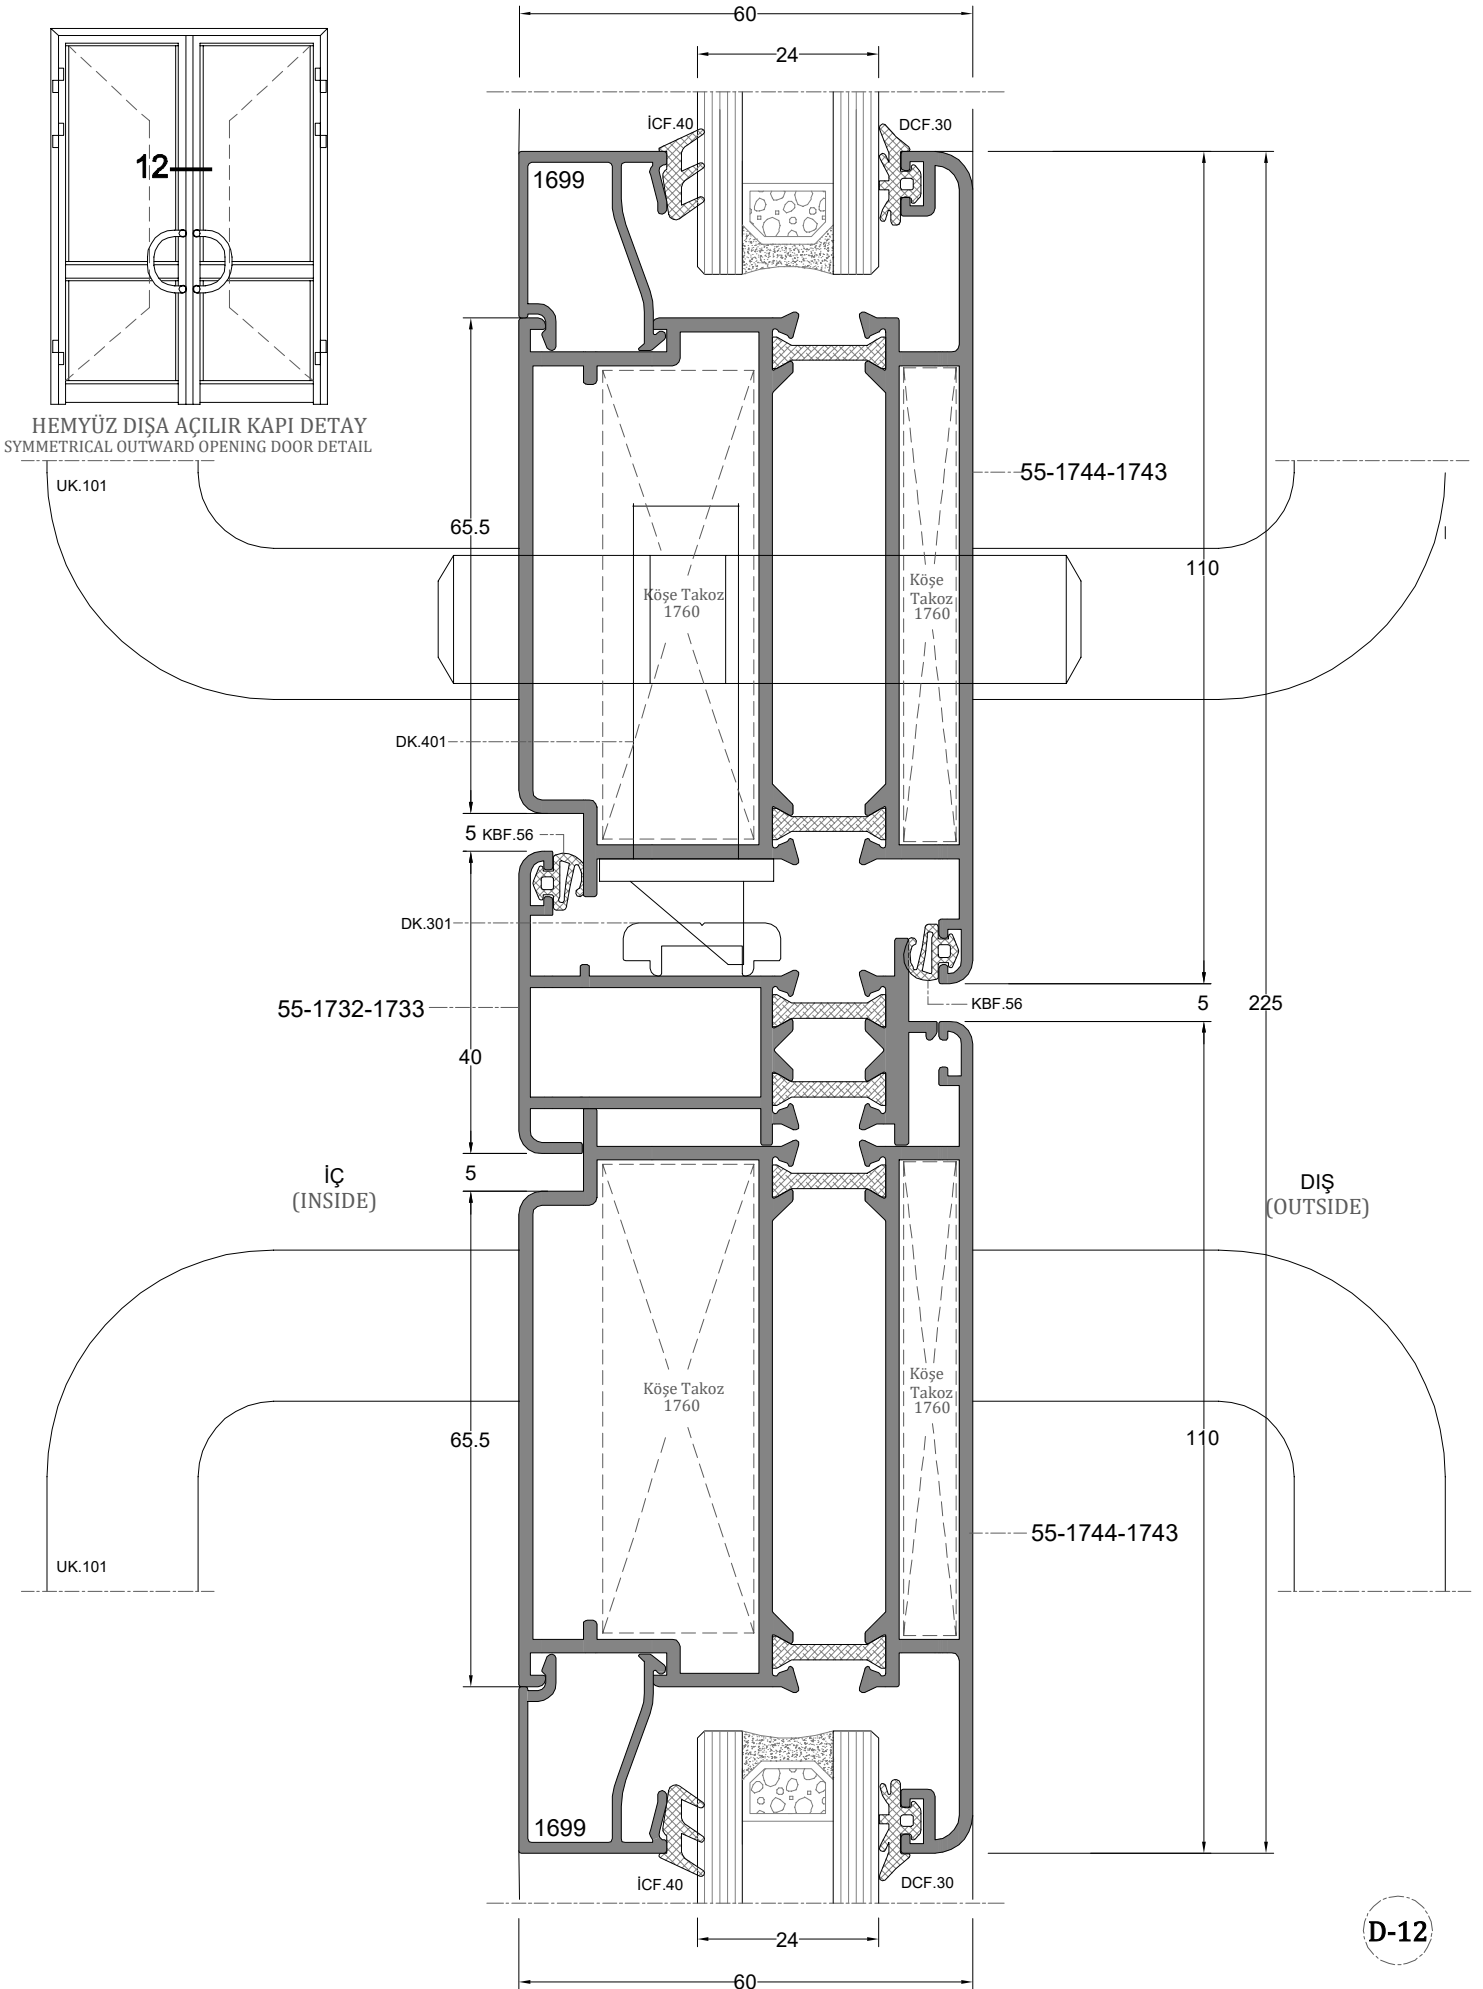 60
24
İCF.40
DCF.30
12
1699
HEMYÜZ DIŞA AÇILIR KAPI DETAY
SYMMETRICAL OUTWARD OPENING DOOR DETAIL
UK.101
55-1744-1743
65.5
110
Köşe Takoz
1760
Köşe
Takoz
1760
DK.401
5
KBF.56
DK.301
55-1732-1733
KBF.56
5
225
40
5
İÇ
(INSIDE)
DIŞ
(OUTSIDE)
Köşe Takoz
1760
Köşe
Takoz
1760
65.5
110
55-1744-1743
UK.101
1699
İCF.40
DCF.30
24
60
D-12